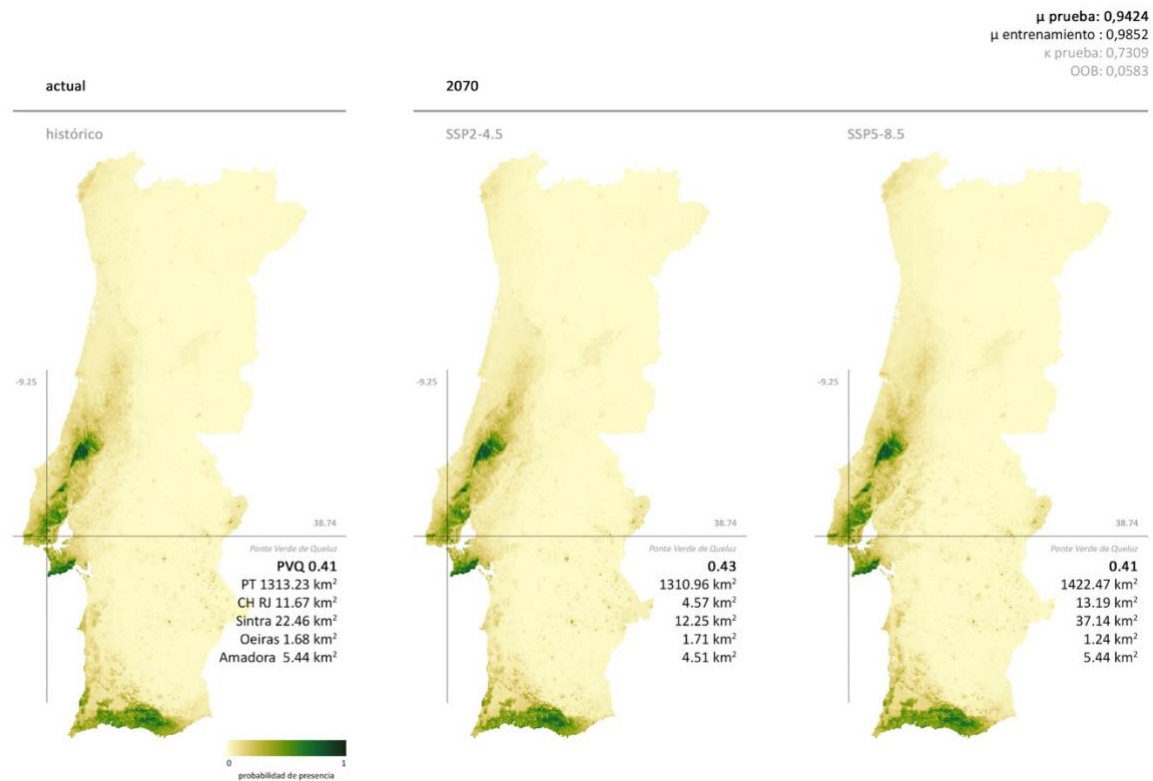 μ prueba: 0,9424
μ entrenamiento : 0,9852
κ prueba: 0,7309
OOB: 0,0583
actual
2070
histórico
SSP2-4.5
SSP5-8.5
-9.25
-9.25
-9.25
38.74
38.74
38.74
Ponte Verde de Queluz
PVQ 0.41
PT 1313.23 km²
CH RJ 11.67 km²
Sintra 22.46 km²
Oeiras 1.68 km²
Amadora 5.44 km²
Ponte Verde de Queluz
0.43
1310.96 km²
4.57 km²
12.25 km²
1.71 km²
4.51 km²
Ponte Verde de Queluz
0.41
1422.47 km²
13.19 km²
37.14 km²
1.24 km²
5.44 km²
0
1
probabilidad de presencia